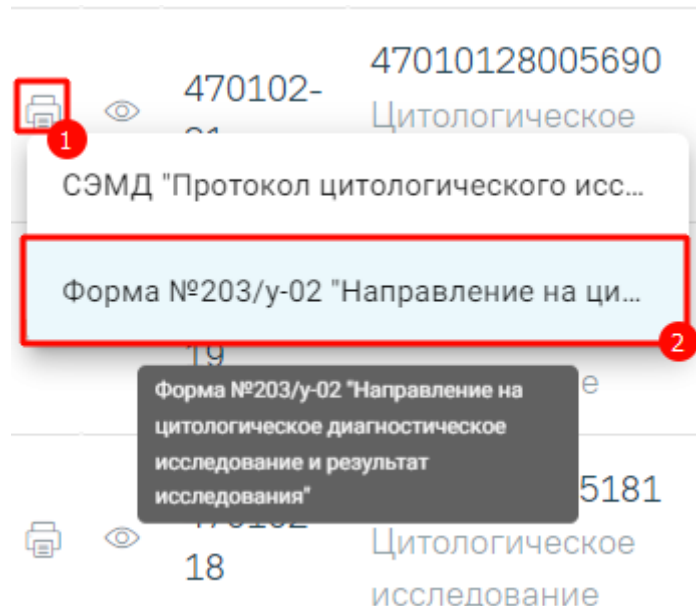 47010128005690
470102-
Цитологическое
1
СЭМД "Протокол цитологического исс...
Форма №203/у-02 "Направление на ци...
2
19
Форма №203/у-02 "Направление на
цитологическое диагностическое
исследование и результат
исследования"
5181
Цитологическое
18
исследование